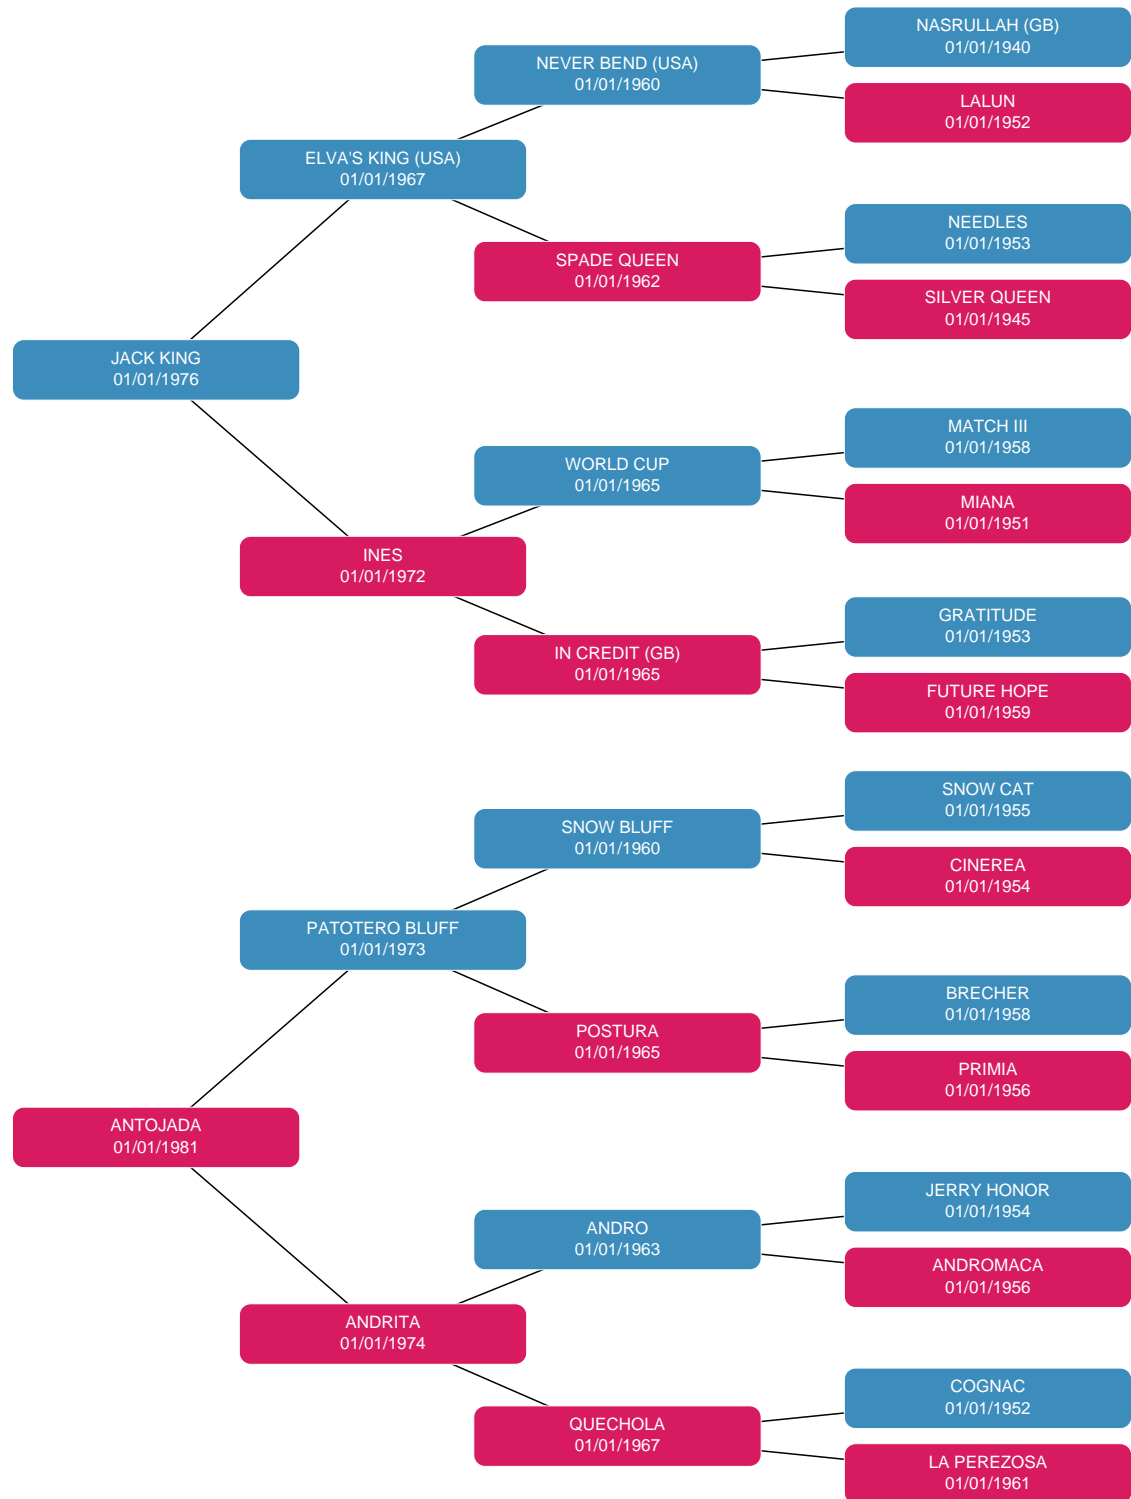 NASRULLAH (GB)
01/01/1940
NEVER BEND (USA)
01/01/1960
LALUN
01/01/1952
ELVA'S KING (USA)
01/01/1967
NEEDLES
01/01/1953
SPADE QUEEN
01/01/1962
SILVER QUEEN
01/01/1945
JACK KING
01/01/1976
MATCH III
01/01/1958
WORLD CUP
01/01/1965
MIANA
01/01/1951
INES
01/01/1972
GRATITUDE
01/01/1953
IN CREDIT (GB)
01/01/1965
FUTURE HOPE
01/01/1959
SNOW CAT
01/01/1955
SNOW BLUFF
01/01/1960
CINEREA
01/01/1954
PATOTERO BLUFF
01/01/1973
BRECHER
01/01/1958
POSTURA
01/01/1965
PRIMIA
01/01/1956
ANTOJADA
01/01/1981
JERRY HONOR
01/01/1954
ANDRO
01/01/1963
ANDROMACA
01/01/1956
ANDRITA
01/01/1974
COGNAC
01/01/1952
QUECHOLA
01/01/1967
LA PEREZOSA
01/01/1961